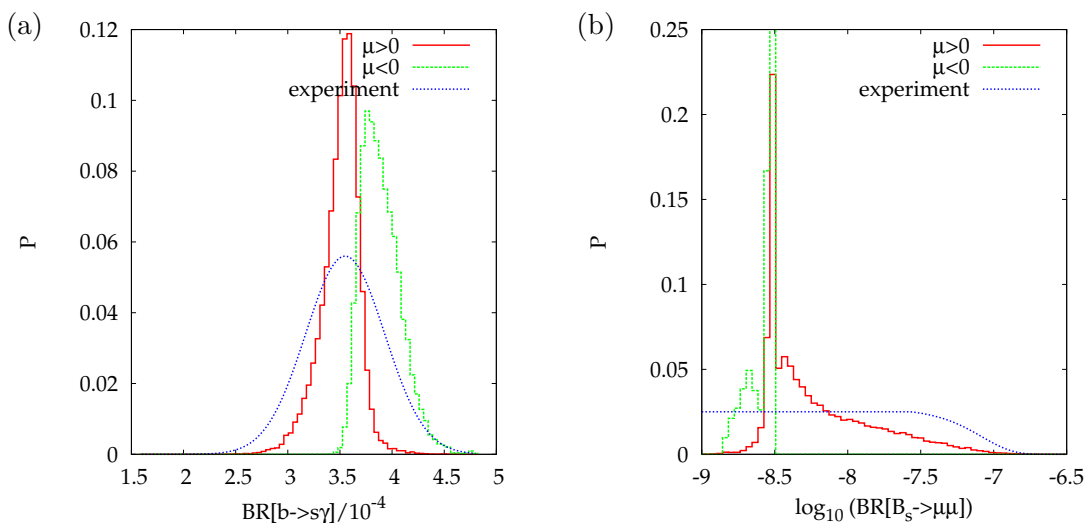 (a)
μ>0
μ<0
experiment
0.12
0.1
0.08
0.06
0.04
0.02
0
P
1.5 2 2.5 3 3.5 4 4.5 5
BR[b->sγ]/10⁻⁴
(b)
μ>0
μ<0
experiment
0.25
0.2
0.15
0.1
0.05
0
P
-9 -8.5 -8 -7.5 -7 -6.5
log₁₀ (BR[Bₛ->μμ])